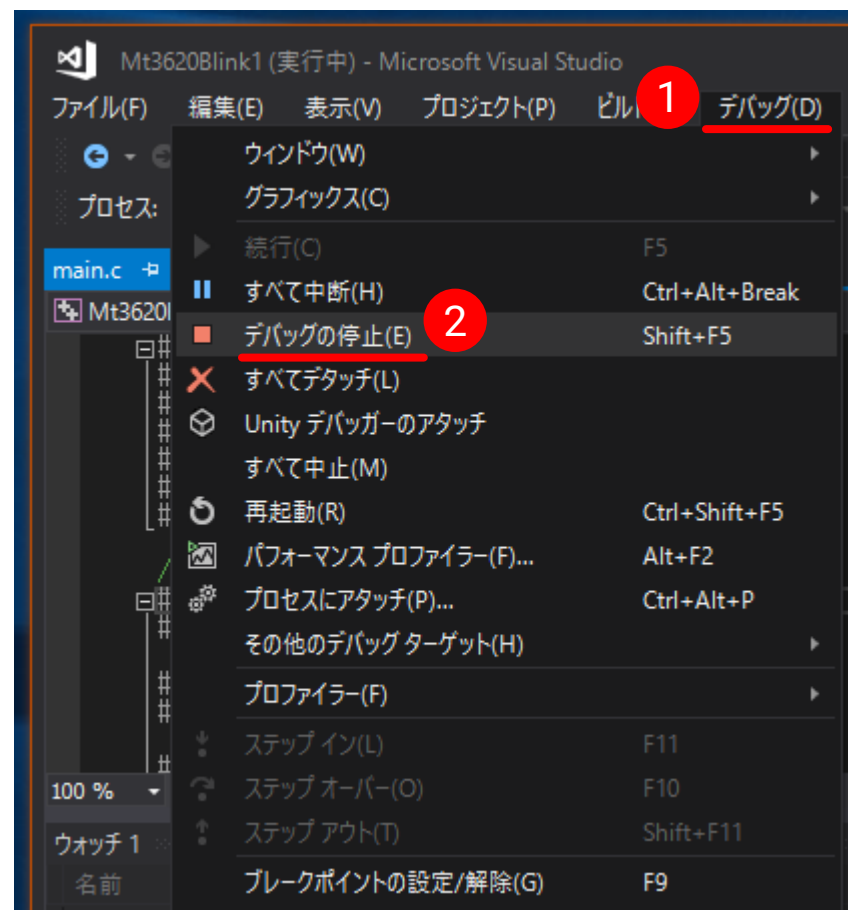 Mt3620Blink1 (実行中) - Microsoft Visual Studio
ファイル(F) 編集(E) 表示(V) プロジェクト(P) ビル 1 デバッグ(D)
ウィンドウ(W)
グラフィックス(C)
プロセス:
続行(C) F5
main.c
すべて中断(H) Ctrl+Alt+Break
Mt3620
デバッグの停止(E) 2 Shift+F5
すべてデタッチ(L)
Unity デバッガーのアタッチ
すべて中止(M)
再起動(R) Ctrl+Shift+F5
パフォーマンス プロファイラー(F)... Alt+F2
プロセスにアタッチ(P)... Ctrl+Alt+P
その他のデバッグ ターゲット(H)
プロファイラー(F)
ステップ イン(L) F11
100 % ステップ オーバー(O) F10
ステップ アウト(T) Shift+F11
ウォッチ 1
名前 ブレークポイントの設定/解除(G) F9